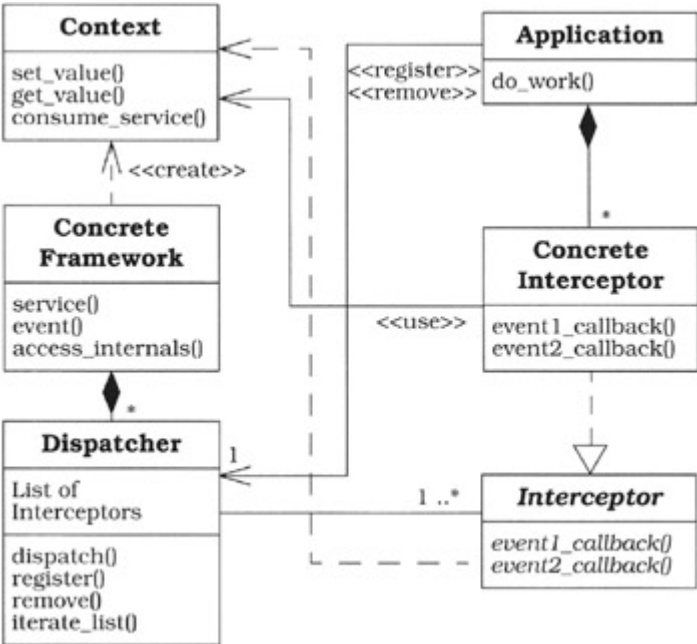 Context
set_value()
get_value()
consume_service()
Application
do_work()
<<register>>
<<remove>>
<<create>>
*
Concrete
Framework
service()
event()
access_internals()
Concrete
Interceptor
event1_callback()
event2_callback()
<<use>>
*
Dispatcher
List of
Interceptors
dispatch()
register()
remove()
iterate_list()
1
1 ..*
Interceptor
event1_callback()
event2_callback()